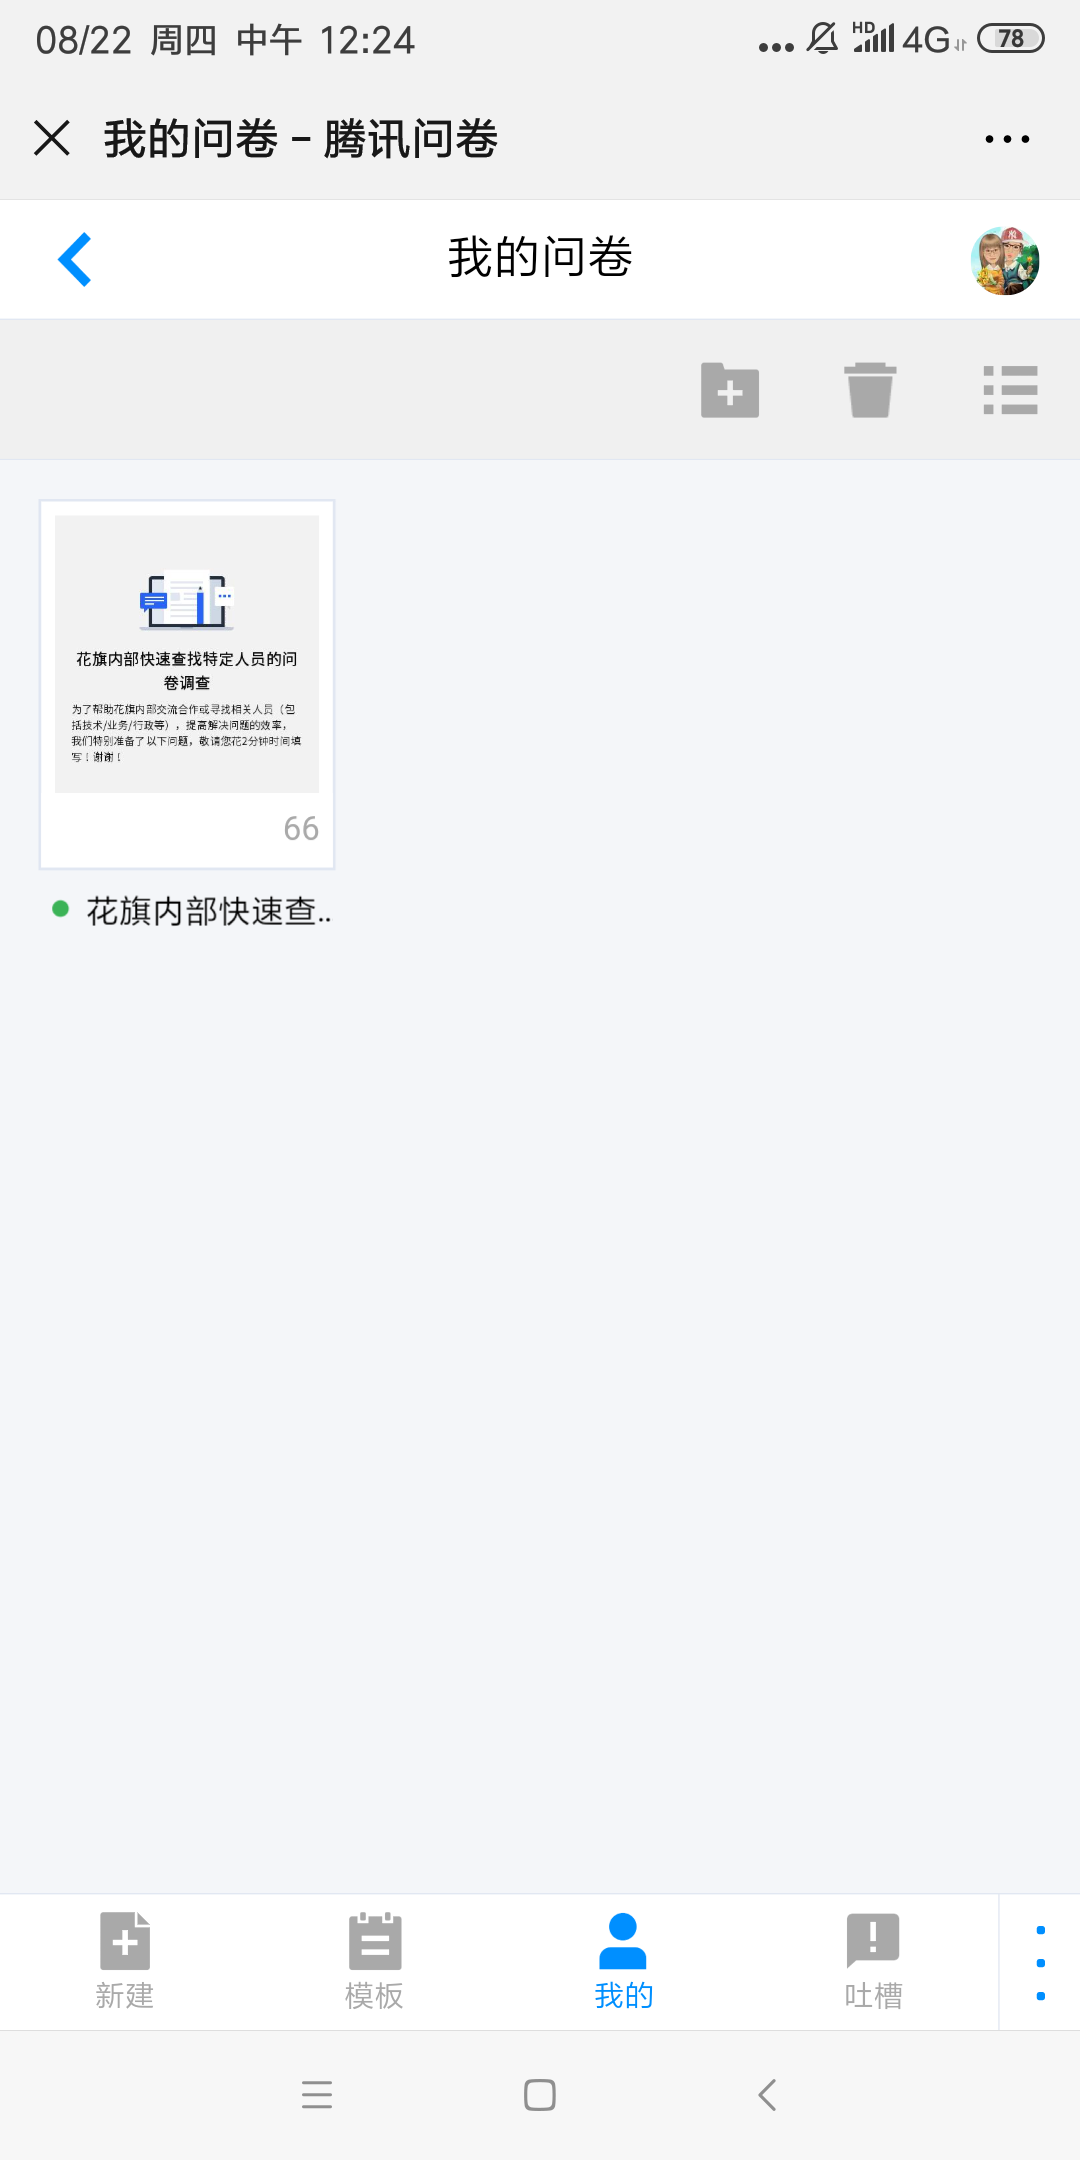 08/22 周四 中午 12:24
HD 4G 78
我的问卷 - 腾讯问卷
我的问卷
花旗内部快速查找特定人员的问
卷调查
为了帮助花旗内部交流合作或寻找相关人员（包
括技术/业务/行政等），提高解决问题的效率，
我们特别准备了以下问题，敬请您花2分钟时间填
写！谢谢！
66
花旗内部快速查..
新建
模板
我的
吐槽